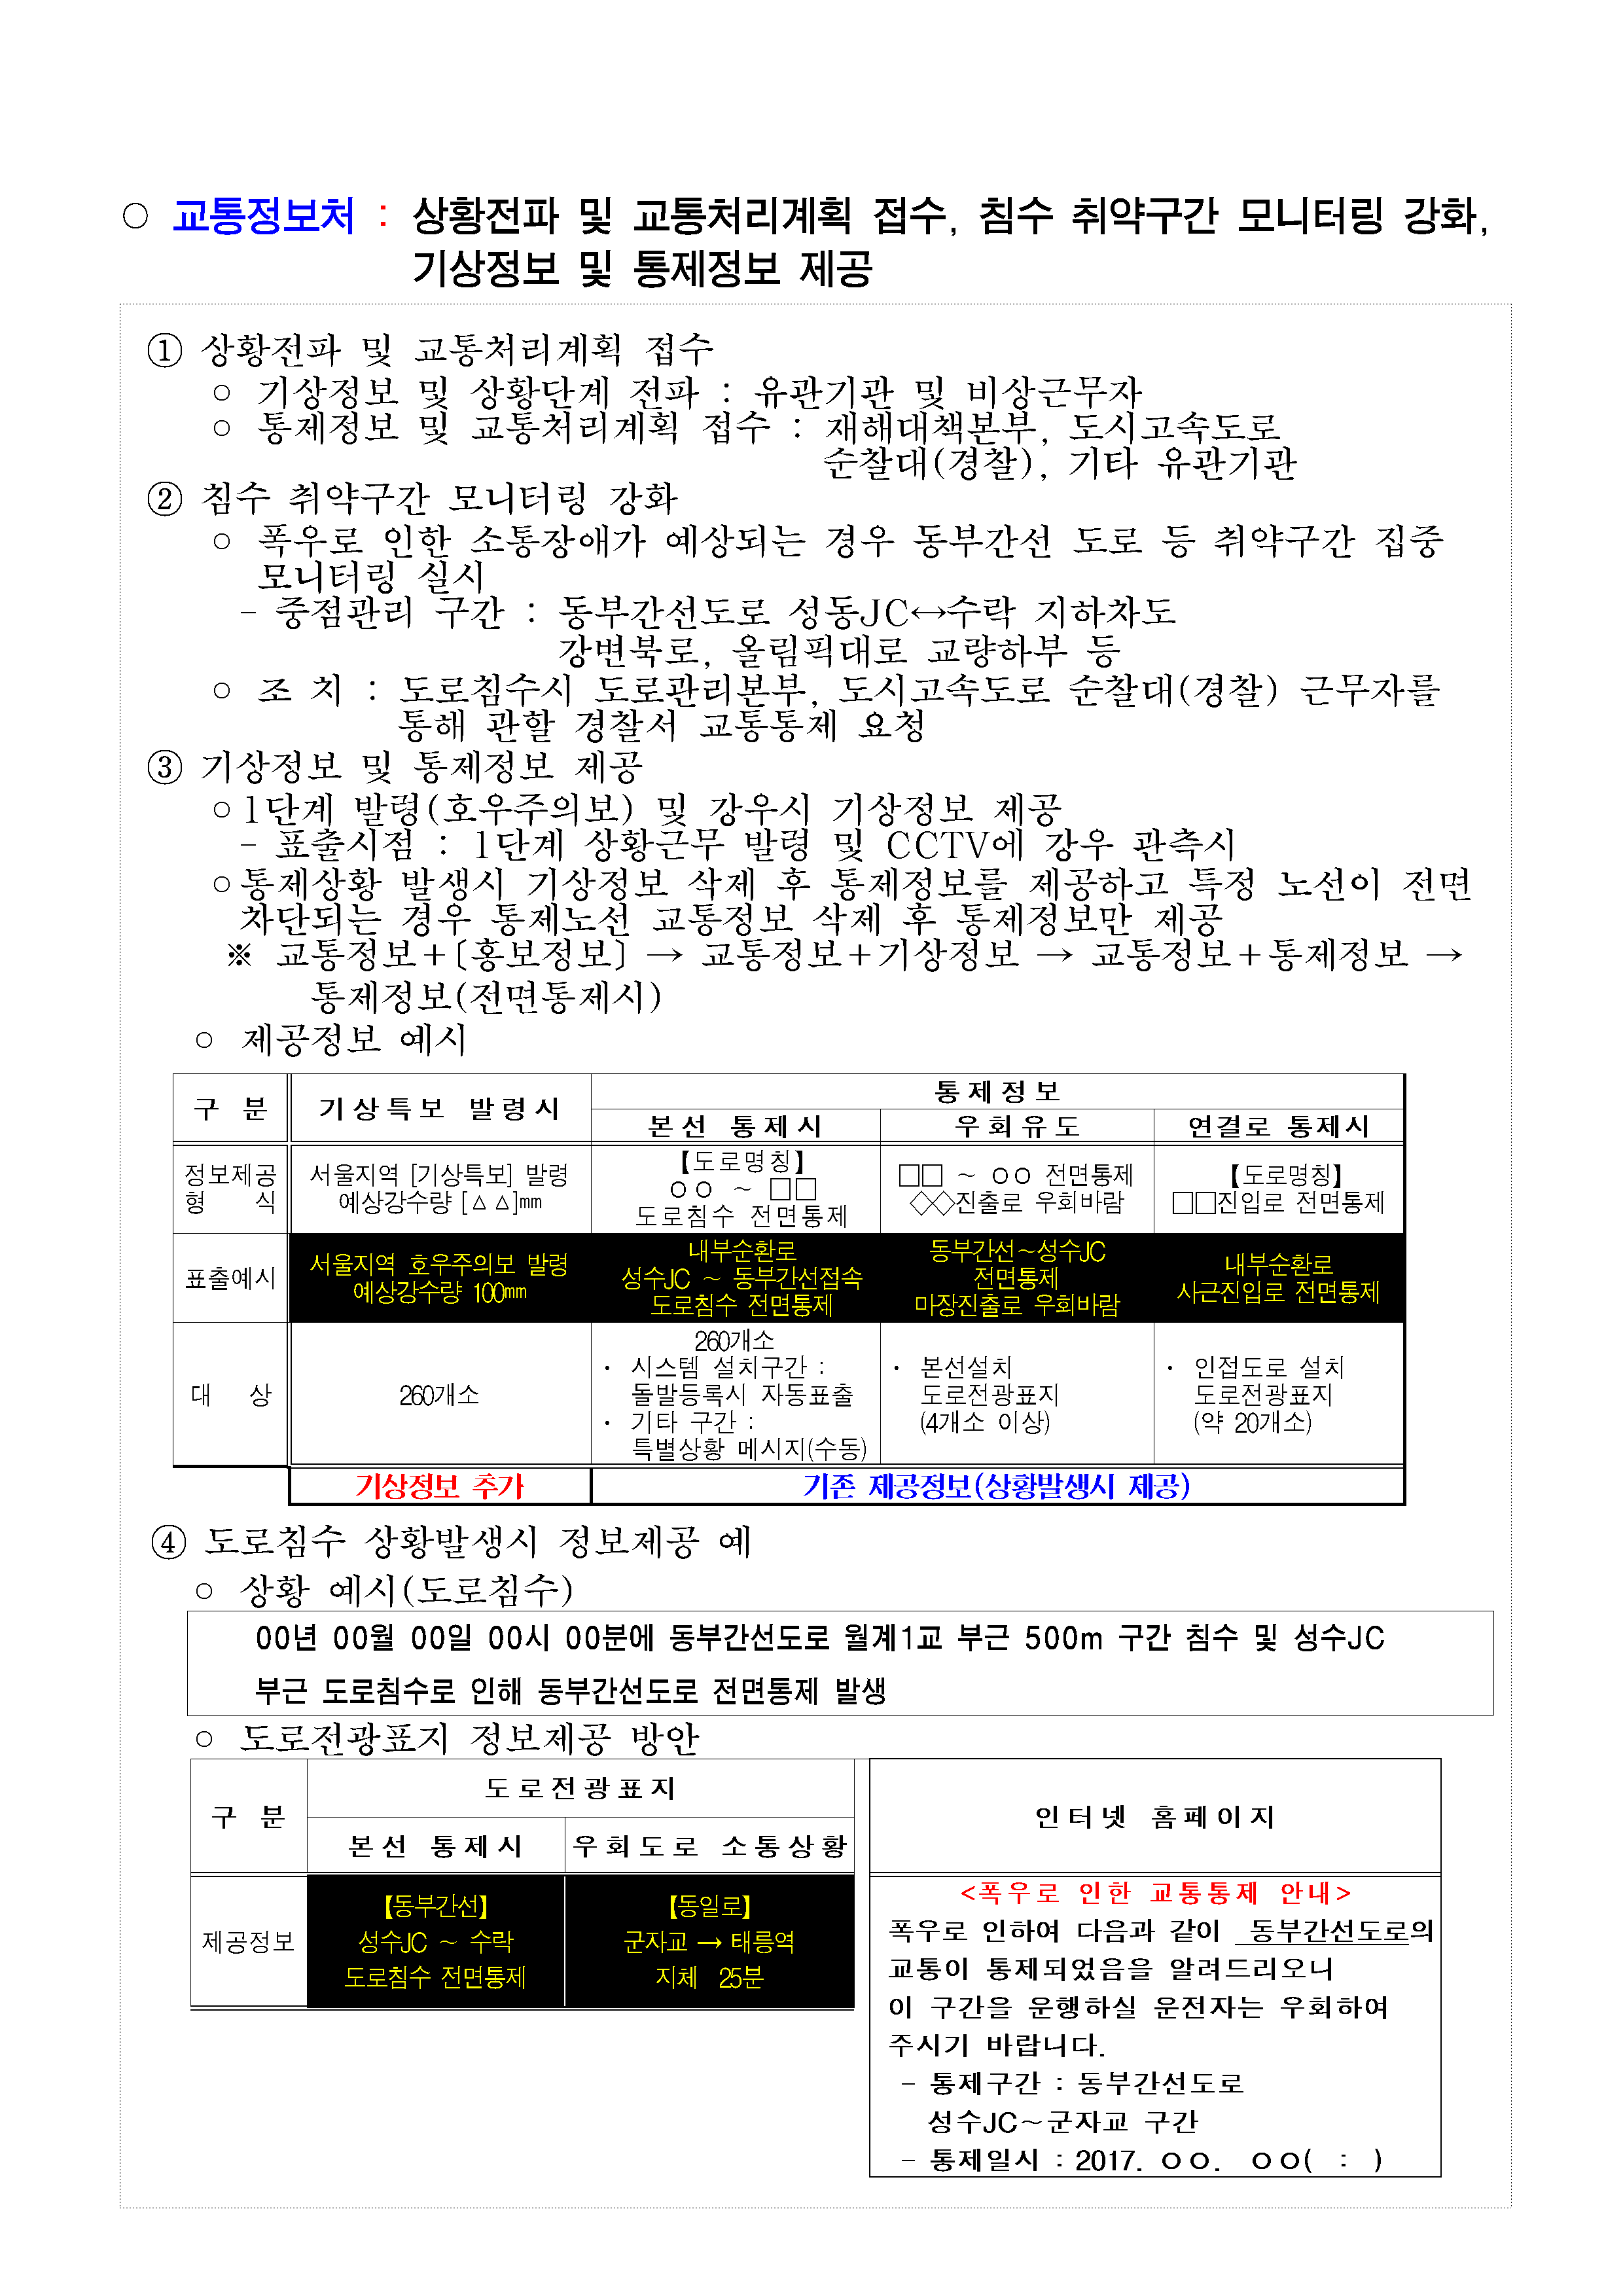 ○ 교통정보처 : 상황전파 및 교통처리계획 접수, 침수 취약구간 모니터링 강화,
기상정보 및 통제정보 제공
① 상황전파 및 교통처리계획 접수
○ 기상정보 및 상황단계 전파 : 유관기관 및 비상근무자
○ 통제정보 및 교통처리계획 접수 : 재해대책본부, 도시고속도로
순찰대(경찰), 기타 유관기관
② 침수 취약구간 모니터링 강화
○ 폭우로 인한 소통장애가 예상되는 경우 동부간선 도로 등 취약구간 집중
모니터링 실시
- 중점관리 구간 : 동부간선도로 성동JC↔수락 지하차도
강변북로, 올림픽대로 교량하부 등
○ 조 치 : 도로침수시 도로관리본부, 도시고속도로 순찰대(경찰) 근무자를
통해 관할 경찰서 교통통제 요청
③ 기상정보 및 통제정보 제공
○1단계 발령(호우주의보) 및 강우시 기상정보 제공
- 표출시점 : 1단계 상황근무 발령 및 CCTV에 강우 관측시
○통제상황 발생시 기상정보 삭제 후 통제정보를 제공하고 특정 노선이 전면
차단되는 경우 통제노선 교통정보 삭제 후 통제정보만 제공
※ 교통정보+〔홍보정보〕→ 교통정보+기상정보 → 교통정보+통제정보 →
통제정보(전면통제시)
○ 제공정보 예시
구 분 기상특보 발령시 통제정보
본선 통제시 우회유도 연결로 통제시
정보제공
형 식
서울지역 [기상특보] 발령
예상강수량 [△△]㎜
【도로명칭】
○○ ~ □□
도로침수 전면통제
□□ ~ ○○ 전면통제
◇◇진출로 우회바람
【도로명칭】
□□진입로 전면통제
표출예시
서울지역 호우주의보 발령
예상강수량 100㎜
내부순환로
성수JC ~ 동부간선접속
도로침수 전면통제
동부간선~성수JC
전면통제
마장진출로 우회바람
내부순환로
사근진입로 전면통제
대 상
260개소
260개소
· 시스템 설치구간 :
돌발등록시 자동표출
· 기타 구간 :
특별상황 메시지(수동)
· 본선설치
도로전광표지
(4개소 이상)
· 인접도로 설치
도로전광표지
(약 20개소)
기상정보 추가 기존 제공정보(상황발생시 제공)
④ 도로침수 상황발생시 정보제공 예
○ 상황 예시(도로침수)
00년 00월 00일 00시 00분에 동부간선도로 월계1교 부근 500m 구간 침수 및 성수JC
부근 도로침수로 인해 동부간선도로 전면통제 발생
○ 도로전광표지 정보제공 방안
구 분 도로전광표지 인터넷 홈페이지
본선 통제시 우회도로 소통상황
제공정보
【동부간선】
성수JC ~ 수락
도로침수 전면통제
【동일로】
군자교 → 태릉역
지체 25분
<폭우로 인한 교통통제 안내>
폭우로 인하여 다음과 같이 동부간선도로의
교통이 통제되었음을 알려드리오니
이 구간을 운행하실 운전자는 우회하여
주시기 바랍니다.
- 통제구간 : 동부간선도로
성수JC~군자교 구간
- 통제일시 : 2017. ○○. ○○( : )